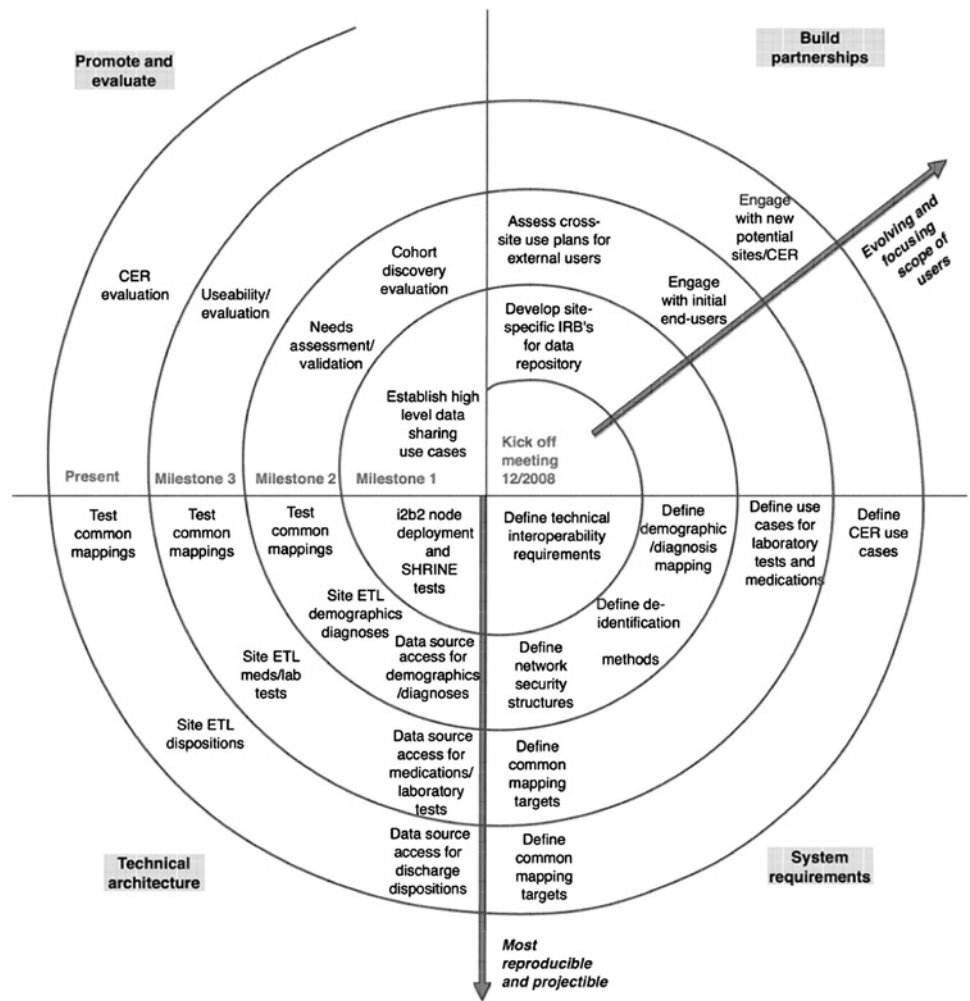 Promote and
evaluate
Build
partnerships
Evolving and
focusing
scope of
users
Engage
with new
potential
sites/CER
Assess cross-
site use plans for
external users
Engage
with initial
end-users
Develop site-
specific IRB's
for data
repository
Cohort
discovery
evaluation
CER
evaluation
Useability/
evaluation
Needs
assessment/
validation
Establish high
level data
sharing
use cases
Kick off
meeting
12/2008
Present
Milestone 3
Milestone 2
Milestone 1
Test
common
mappings
Test
common
mappings
Test
common
mappings
i2b2 node
deployment
and
SHRINE
tests
Define technical
interoperability
requirements
Define
demographic
/diagnosis
mapping
Define use
cases for
laboratory
tests and
medications
Define
CER use
cases
Site ETL
demographics
diagnoses
Define de-
identification
methods
Data source
access for
demographics
/diagnoses
Define
network
security
structures
Site ETL
meds/lab
tests
Site ETL
dispositions
Data source
access for
medications/
laboratory
tests
Define
common
mapping
targets
Data source
access for
discharge
dispositions
Define
common
mapping
targets
Technical
architecture
System
requirements
Most
reproducible
and projectible